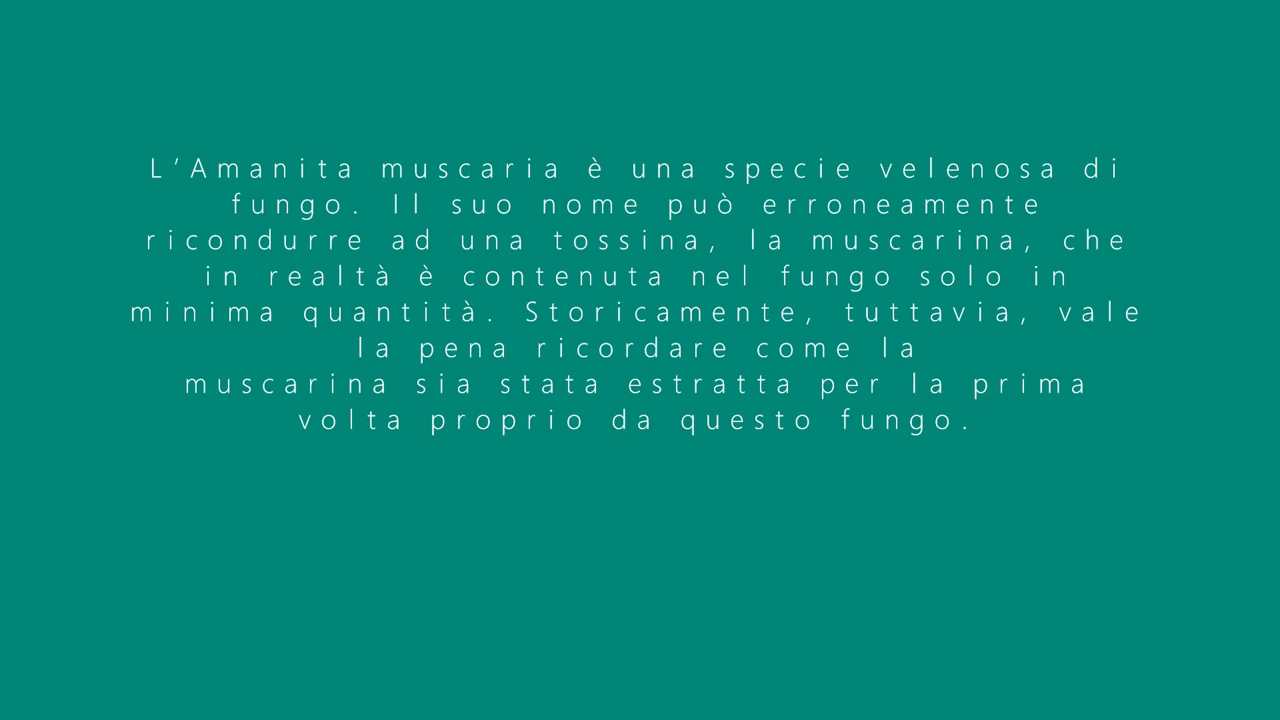 L’Amanita muscaria è una specie velenosa di
fungo. Il suo nome può erroneamente
ricondurre ad una tossina, la muscarina, che
in realtà è contenuta nel fungo solo in
minima quantità. Storicamente, tuttavia, vale
la pena ricordare come la
muscarina sia stata estratta per la prima
volta proprio da questo fungo.